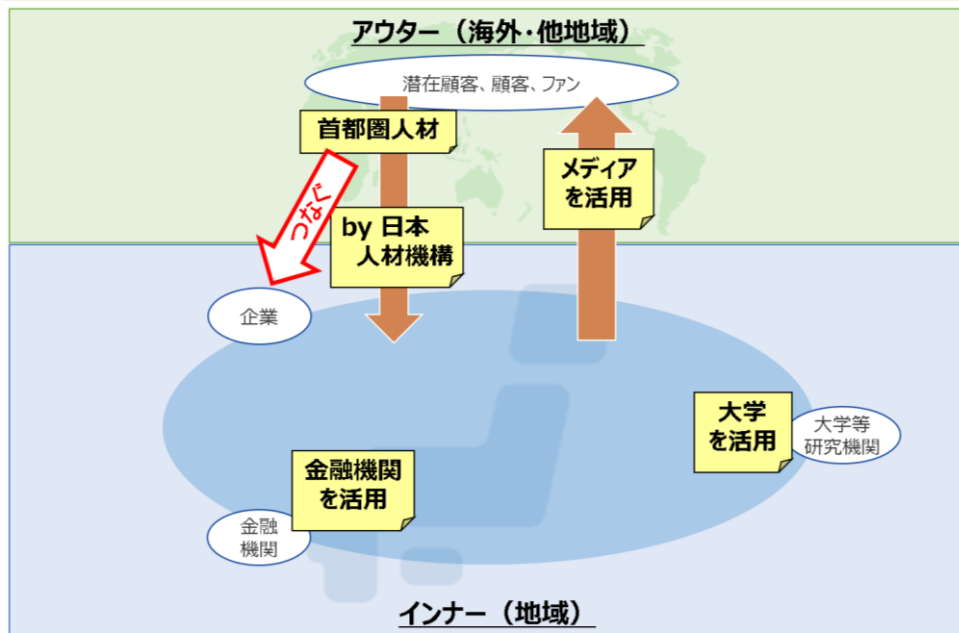 アウター（海外・他地域）
潜在顧客、顧客、ファン
首都圏人材
つなぐ
by 日本
人材機構
メディア
を活用
企業
大学
を活用
大学等
研究機関
金融機関
を活用
金融
機関
インナー（地域）